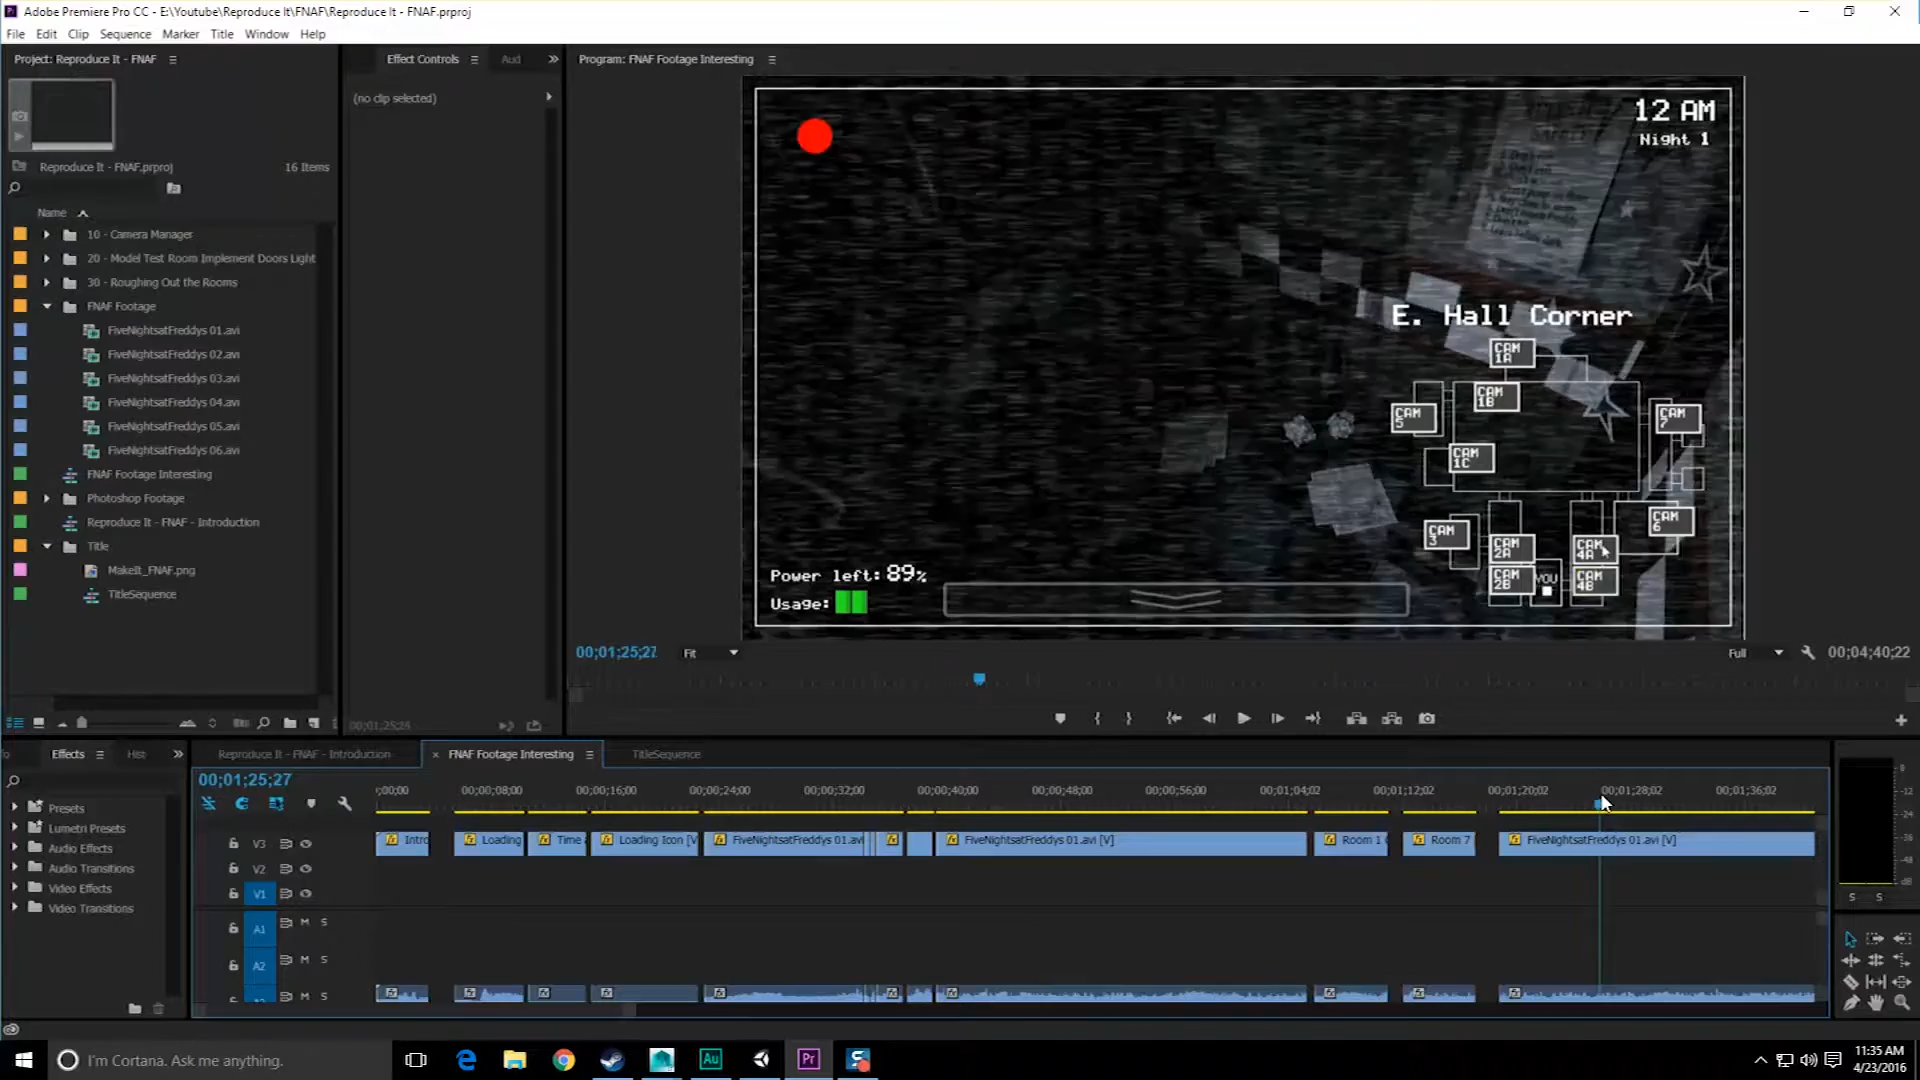 Adobe Premiere Pro CC - E:\Youtube\Reproduce It\FNAF\Reproduce It - FNAF.prproj
File Edit Clip Sequence Marker Title Window Help
Project: Reproduce It - FNAF
Effect Controls
Aud
Program: FNAF Footage Interesting
(no clip selected)
Reproduce It - FNAF.prproj
16 Items
Name
10 - Camera Manager
20 - Model Test Room Implement Doors Light
30 - Roughing Out the Rooms
FNAF Footage
FiveNightsatFreddys 01.avi
FiveNightsatFreddys 02.avi
FiveNightsatFreddys 03.avi
FiveNightsatFreddys 04.avi
FiveNightsatFreddys 05.avi
FiveNightsatFreddys 06.avi
FNAF Footage Interesting
Photoshop Footage
Reproduce It - FNAF - Introduction
Title
MakeIt_FNAF.png
TitleSequence
12 AM
Night 1
E. Hall Corner
CAM 1A
CAM 1B
CAM 5
CAM 7
CAM 1C
CAM 6
CAM 3
CAM 2A
CAM 4A
CAM 2B
YOU
CAM 4B
Power left: 89%
Usage:
00;01;25;27
Fit
Full
00;04;40;22
Effects
Hist
Reproduce It - FNAF - Introduction
FNAF Footage Interesting
TitleSequence
00;01;25;27
;00;00
00;00;08;00
00;00;16;00
00;00;24;00
00;00;32;00
00;00;40;00
00;00;48;00
00;00;56;00
00;01;04;02
00;01;12;02
00;01;20;02
00;01;28;02
00;01;36;02
Presets
Lumetri Presets
Audio Effects
Audio Transitions
Video Effects
Video Transitions
V3
Intro
Loading
Time
Loading Icon [V
FiveNightsatFreddys 01.avi
FiveNightsatFreddys 01.avi [V]
Room 1
Room 7
FiveNightsatFreddys 01.avi [V]
V2
V1
A1 M S
A2 M S
M S
S S
I'm Cortana. Ask me anything.
11:35 AM
4/23/2016